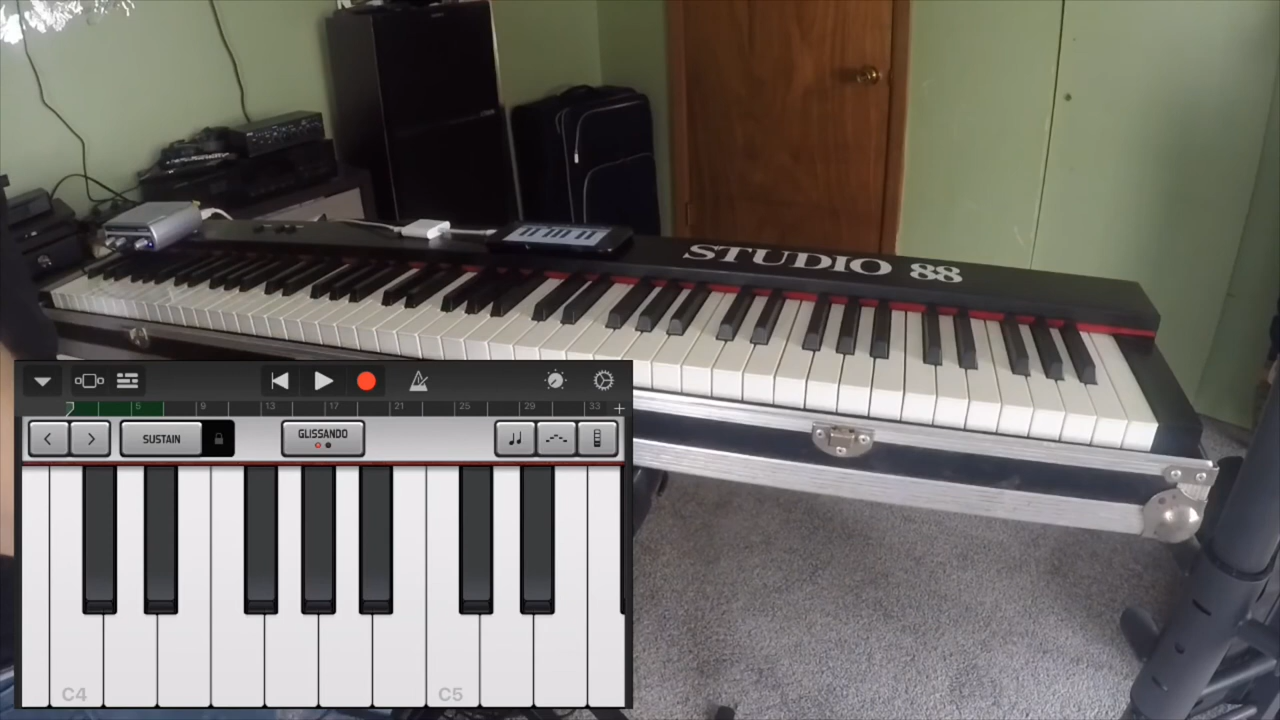 STUDIO 88
5 9 13 17 21 25 29 33 +
SUSTAIN
GLISSANDO
C4 C5